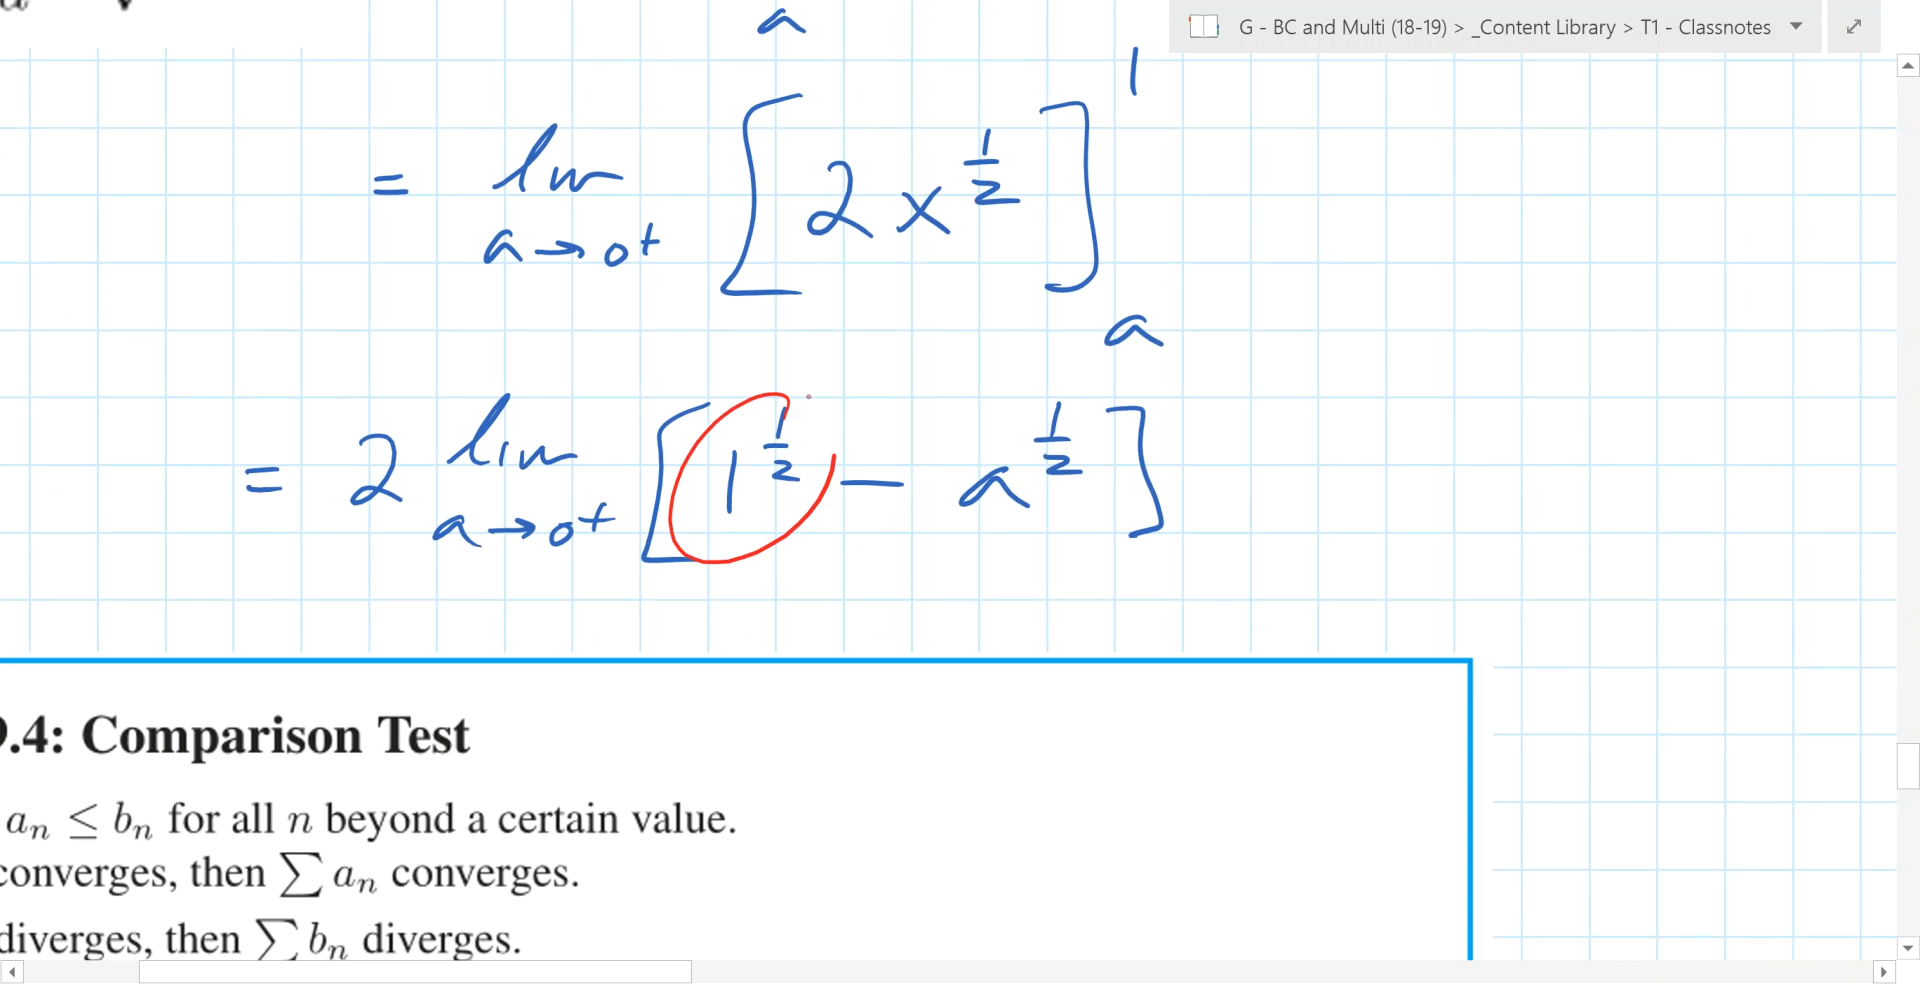 G - BC and Multi (18-19) > _Content Library > T1 - Classnotes
a
= lim a→0⁺ [2x^{1/2}]_a^1
= 2 lim a→0⁺ [1^{1/2} − a^{1/2}]
.4: Comparison Test
aₙ ≤ bₙ for all n beyond a certain value.
converges, then ∑ aₙ converges.
diverges, then ∑ bₙ diverges.